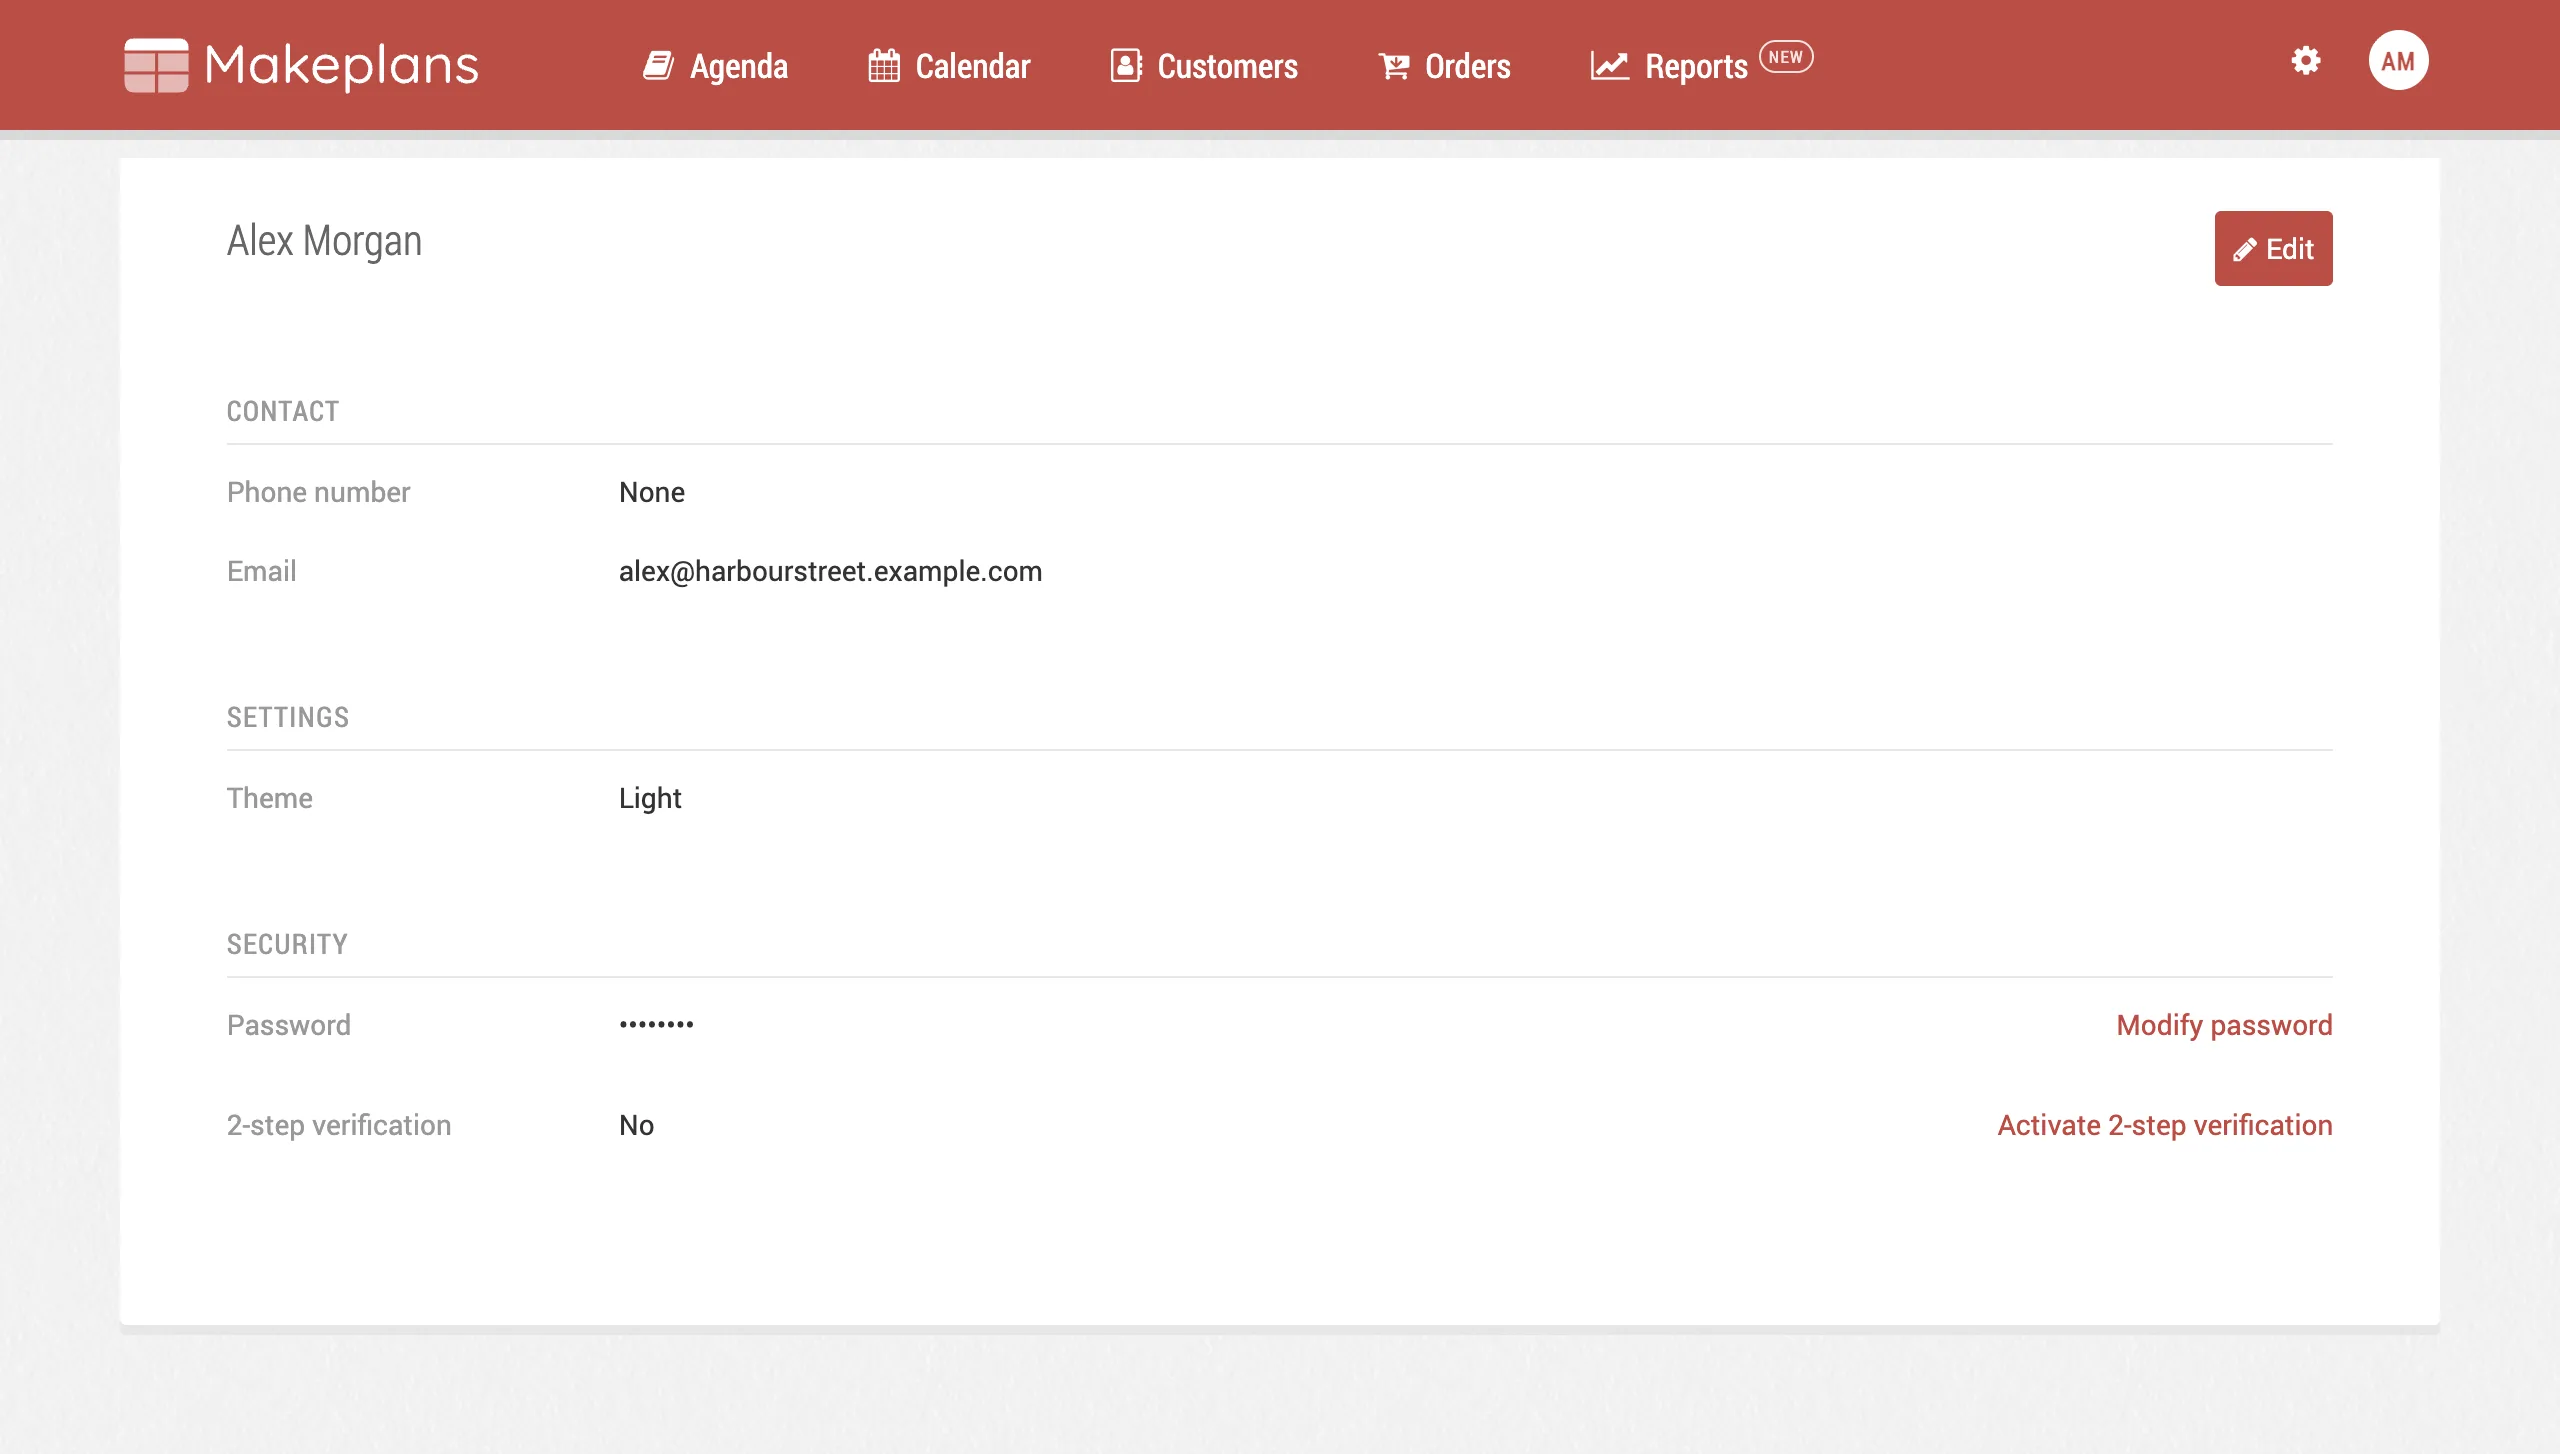 Makeplans Agenda Calendar Customers Orders Reports NEW AM
Alex Morgan
Edit
CONTACT
Phone number None
Email alex@harbourstreet.example.com
SETTINGS
Theme Light
SECURITY
Password •••••••• Modify password
2-step verification No Activate 2-step verification